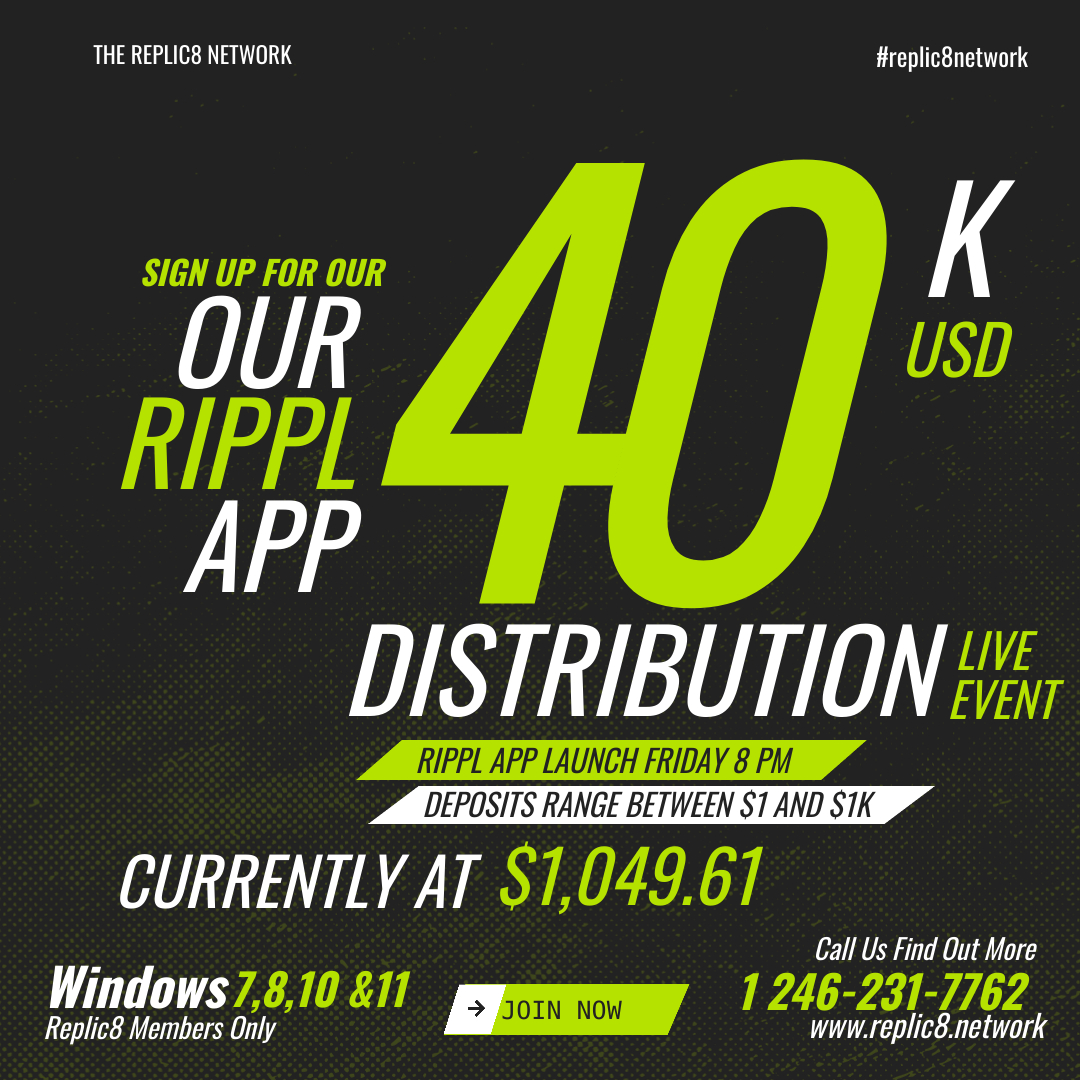 THE REPLIC8 NETWORK
#replic8network
SIGN UP FOR OUR
OUR
RIPPL
APP
40
K
USD
DISTRIBUTION
LIVE
EVENT
RIPPL APP LAUNCH FRIDAY 8 PM
DEPOSITS RANGE BETWEEN $1 AND $1K
CURRENTLY AT $1,049.61
Windows 7,8,10 &11
Replic8 Members Only
→ JOIN NOW
Call Us Find Out More
1 246-231-7762
www.replic8.network